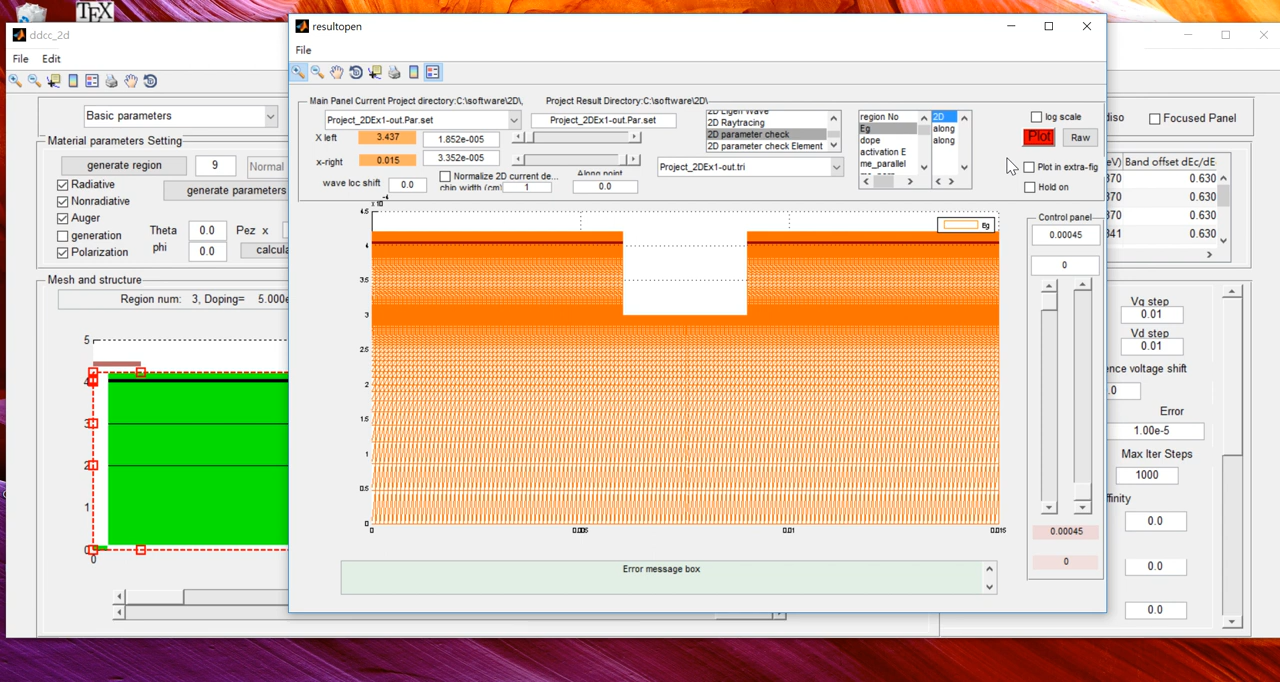 TEX
ddcc_2d
File Edit
Basic parameters
Material parameters Setting
generate region
9
Normal
Radiative
Nonradiative
Auger
generation
Polarization
generate parameters
Theta
0.0
Pez x
phi
0.0
Mesh and structure
Region num: 3, Doping=
5
4
3
2
1
0
0
resultopen
File
Main Panel Current Project directory:C:\software\2D\,
Project Result Directory:C:\software\2D\
Project_2DEx1-out.Par.set
Project_2DEx1-out.Par.set
X left
3.437
1.852e-005
x-right
0.015
3.352e-005
wave loc shift
0.0
Normalize 2D current de...
chip width (cm)
1
Along point
0.0
2D Eigen Wave
2D Raytracing
2D parameter check
2D parameter check Element
Project_2DEx1-out.tri
region No
Eg
dope
activation E
me_parallel
2D
along
along
log scale
Plot
Raw
Plot in extra-fig
Hold on
x 10
-4
4.5
4
3.5
3
2.5
2
1.5
1
0.5
0
0
0.005
0.01
0.015
Eg
Control panel
0.00045
0
0.00045
0
Error message box
Focused Panel
Band offset dEc/dE
0.630
0.630
0.630
0.630
Vg step
0.01
Vd step
0.01
voltage shift
Error
1.00e-5
Max Iter Steps
1000
0.0
0.0
0.0